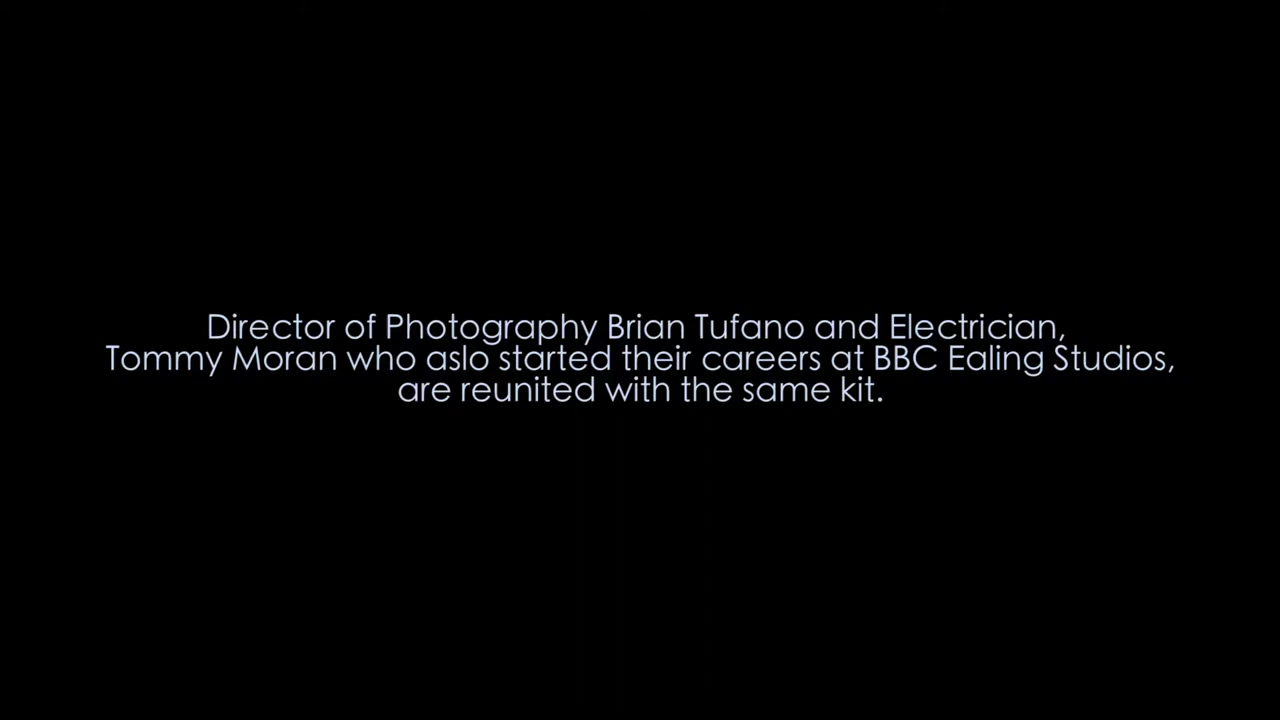 Director of Photography Brian Tufano and Electrician,
Tommy Moran who aslo started their careers at BBC Ealing Studios,
are reunited with the same kit.